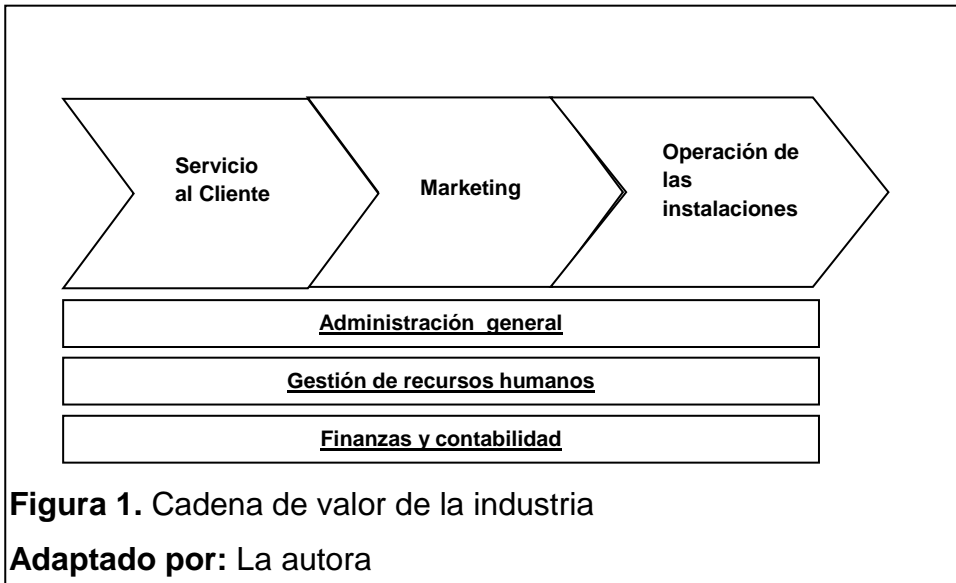 Servicio
al Cliente
Marketing
Operación de
las
instalaciones
Administración general
Gestión de recursos humanos
Finanzas y contabilidad
Figura 1. Cadena de valor de la industria
Adaptado por: La autora